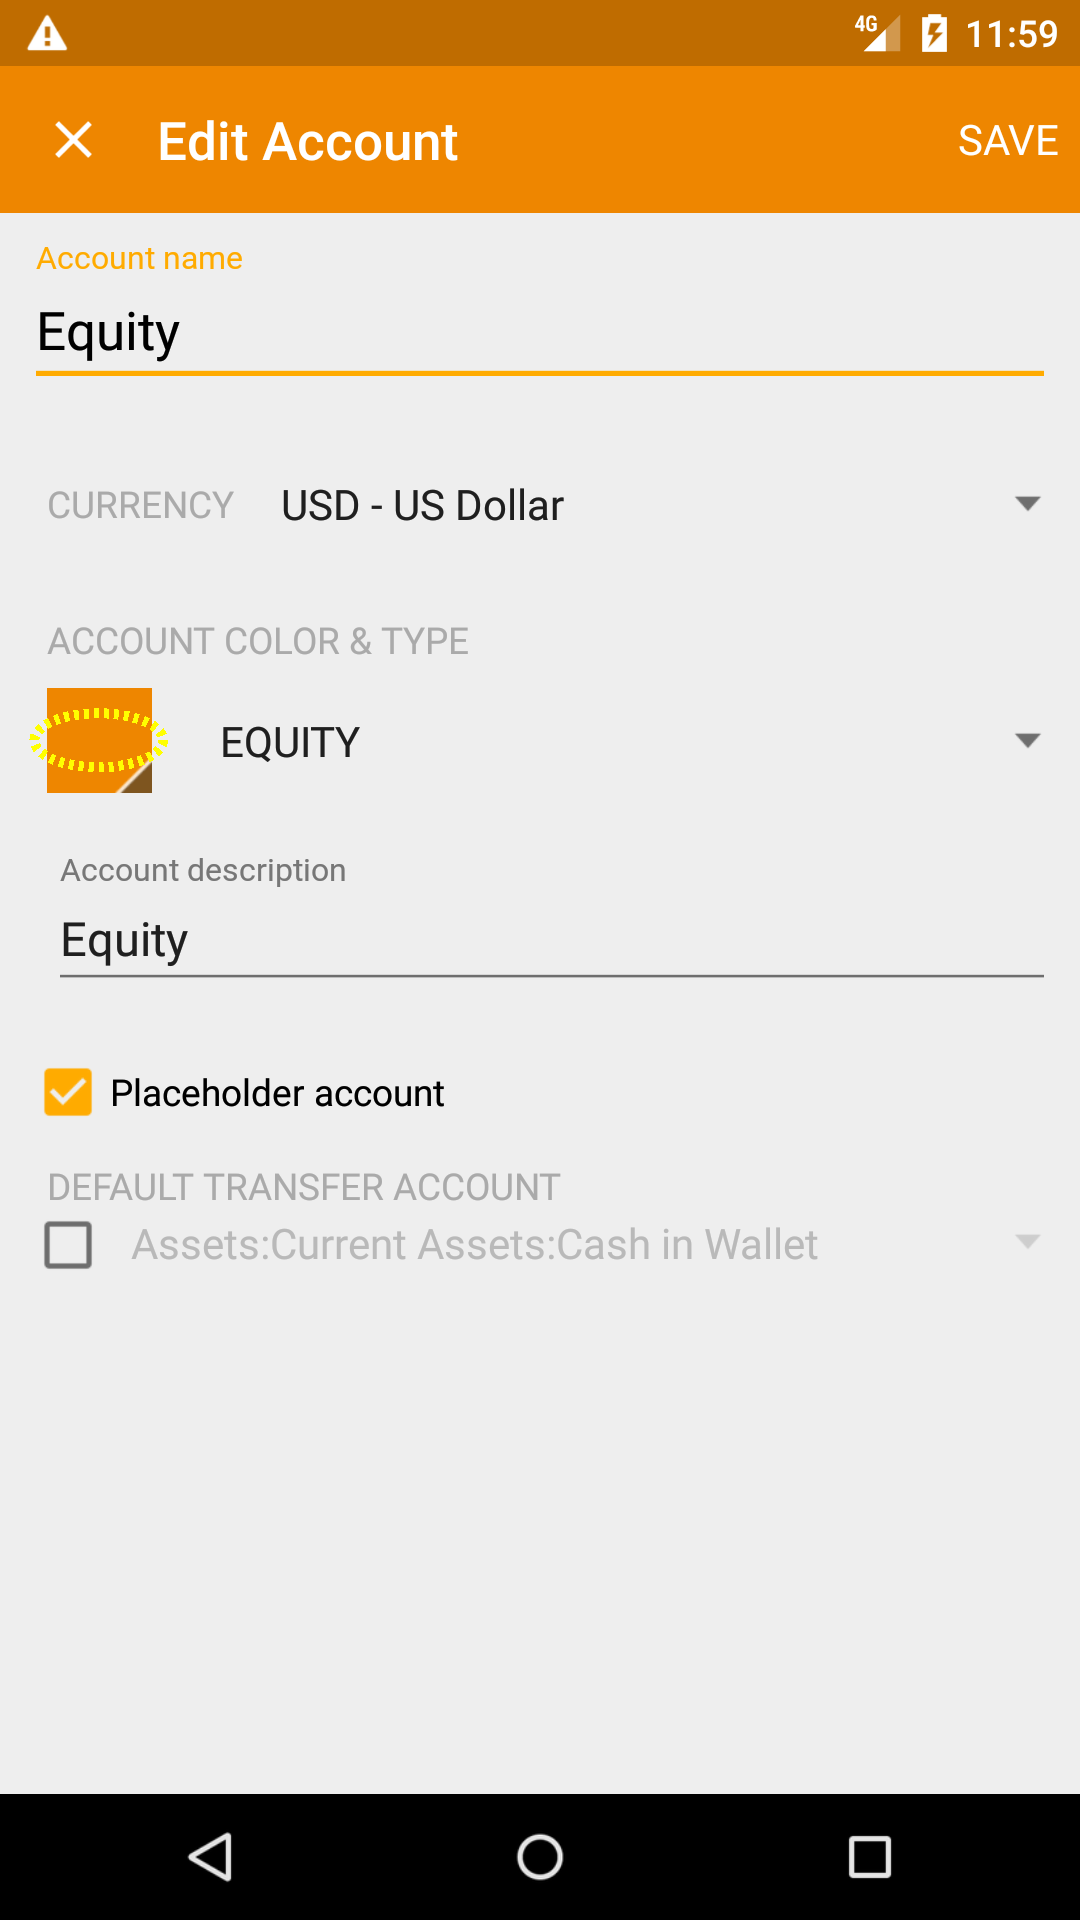 4G 11:59
Edit Account SAVE
Account name
Equity
CURRENCY USD - US Dollar
ACCOUNT COLOR & TYPE
EQUITY
Account description
Equity
Placeholder account
DEFAULT TRANSFER ACCOUNT
Assets:Current Assets:Cash in Wallet